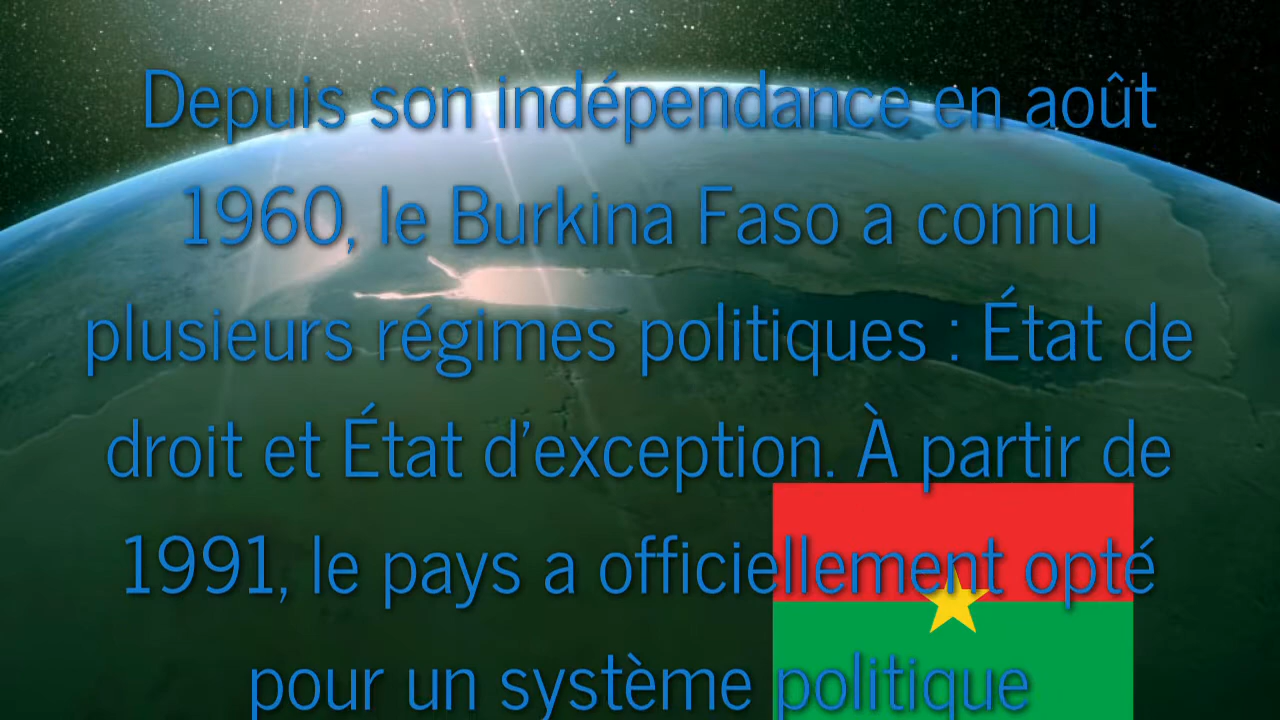 Depuis son indépendance en août
1960, le Burkina Faso a connu
plusieurs régimes politiques : État de
droit et État d’exception. À partir de
1991, le pays a officiellement opté
pour un système politique